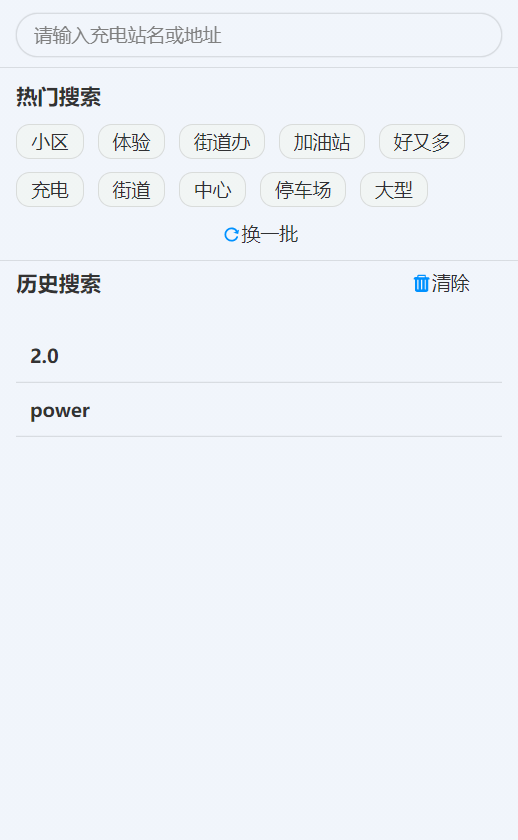 请输入充电站名或地址
热门搜索
小区 体验 街道办 加油站 好又多
充电 街道 中心 停车场 大型
换一批
历史搜索 清除
2.0
power